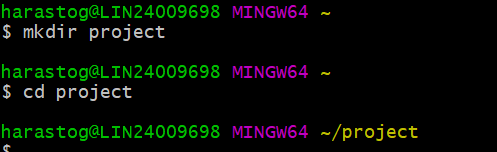 harastog@LIN24009698 MINGW64 ~
$ mkdir project
harastog@LIN24009698 MINGW64 ~
$ cd project
harastog@LIN24009698 MINGW64 ~/project
$